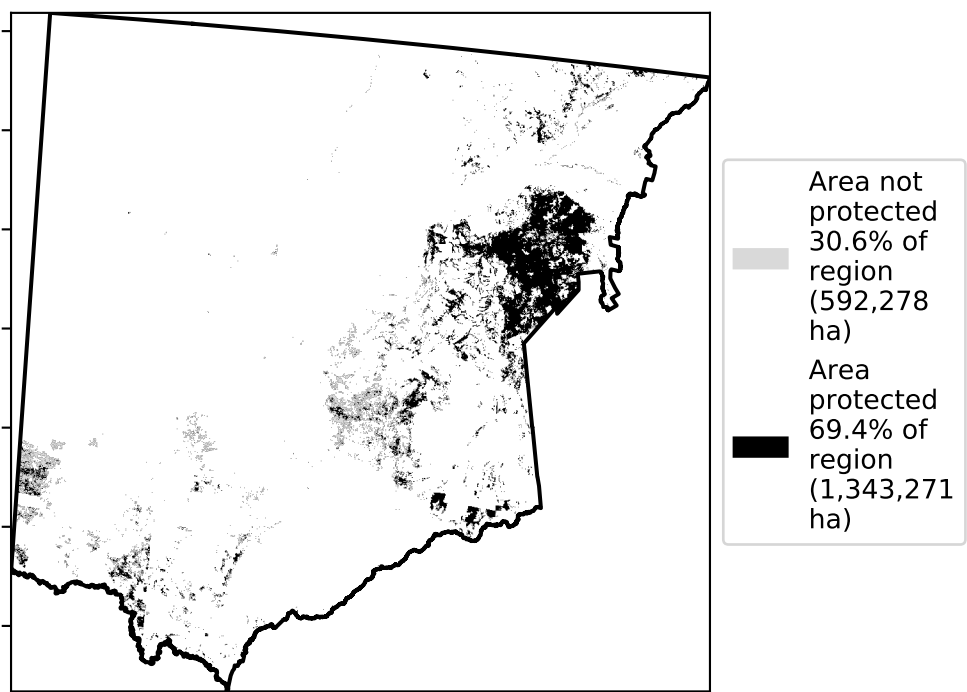 Area not
protected
30.6% of
region
(592,278
ha)
Area
protected
69.4% of
region
(1,343,271
ha)